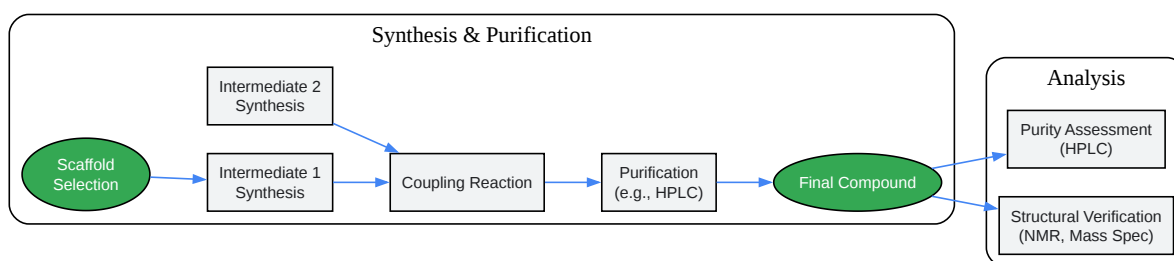 Synthesis & Purification
Intermediate 2
Synthesis
Scaffold
Selection
Intermediate 1
Synthesis
Coupling Reaction
Purification
(e.g., HPLC)
Final Compound
Analysis
Purity Assessment
(HPLC)
Structural Verification
(NMR, Mass Spec)